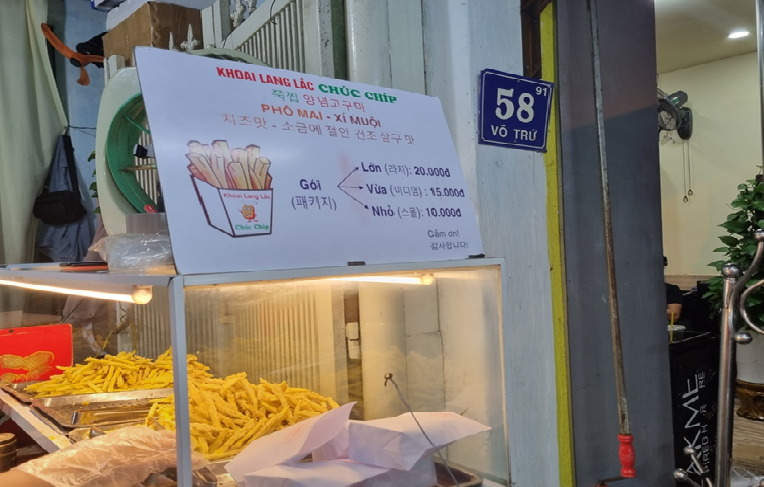 KHOAI LANG LẮC CHÚC CHÍP
쭉찝 양념고구마
PHÔ MAI - XÍ MUỘI
치즈맛 - 소금에 절인 건조 살구 맛
Gói
(패키지)
Lớn (라지): 20.000đ
Vừa (미디엄) : 15.000đ
Nhỏ (스몰) : 10.000đ
Cảm ơn!
감사합니다!
Khoai Lang Lắc
Chúc Chíp
91
58
VÕ TRỨ